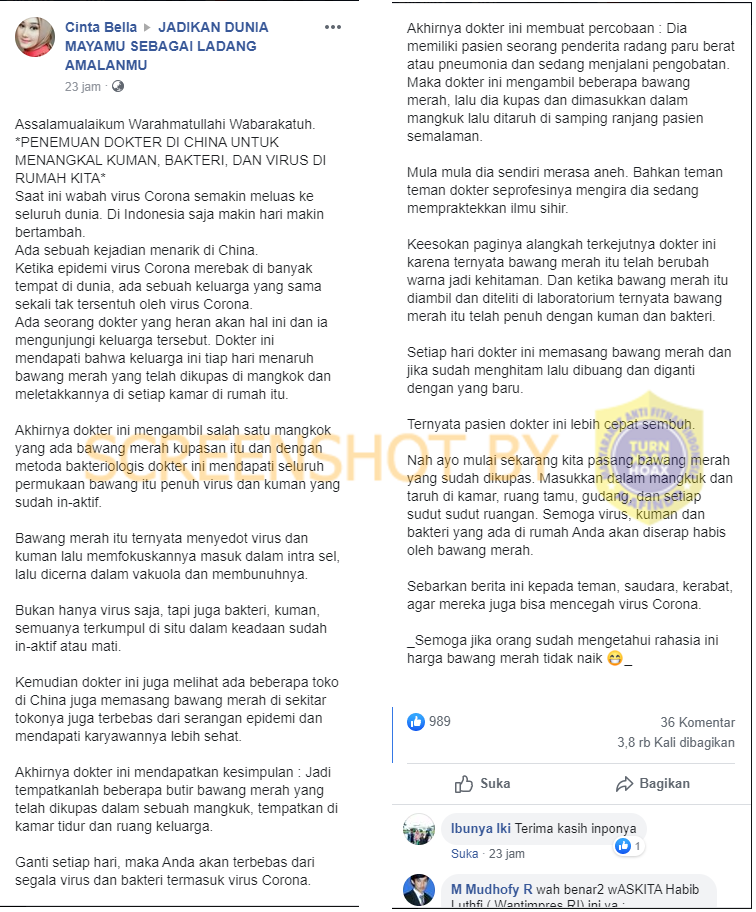 Cinta Bella ▶ JADIKAN DUNIA
MAYAMU SEBAGAI LADANG
AMALANMU
23 jam ·
Assalamualaikum Warahmatullahi Wabarakatuh.
*PENEMUAN DOKTER DI CHINA UNTUK
MENANGKAL KUMAN, BAKTERI, DAN VIRUS DI
RUMAH KITA*
Saat ini wabah virus Corona semakin meluas ke
seluruh dunia. Di Indonesia saja makin hari makin
bertambah.
Ada sebuah kejadian menarik di China.
Ketika epidemi virus Corona merebak di banyak
tempat di dunia, ada sebuah keluarga yang sama
sekali tak tersentuh oleh virus Corona.
Ada seorang dokter yang heran akan hal ini dan ia
mengunjungi keluarga tersebut. Dokter ini
mendapati bahwa keluarga ini tiap hari menaruh
bawang merah yang telah dikupas di mangkok dan
meletakkannya di setiap kamar di rumah itu.
Akhirnya dokter ini mengambil salah satu mangkok
yang ada bawang merah kupasan itu dan dengan
metoda bakteriologis dokter ini mendapati seluruh
permukaan bawang itu penuh virus dan kuman yang
sudah in-aktif.
Bawang merah itu ternyata menyedot virus dan
kuman lalu memfokuskannya masuk dalam intra sel,
lalu dicerna dalam vakuola dan membunuhnya.
Bukan hanya virus saja, tapi juga bakteri, kuman,
semuanya terkumpul di situ dalam keadaan sudah
in-aktif atau mati.
Kemudian dokter ini juga melihat ada beberapa toko
di China juga memasang bawang merah di sekitar
tokonya juga terbebas dari serangan epidemi dan
mendapati karyawannya lebih sehat.
Akhirnya dokter ini mendapatkan kesimpulan : Jadi
tempatkanlah beberapa butir bawang merah yang
telah dikupas dalam sebuah mangkuk, tempatkan di
kamar tidur dan ruang keluarga.
Ganti setiap hari, maka Anda akan terbebas dari
segala virus dan bakteri termasuk virus Corona.
Akhirnya dokter ini membuat percobaan : Dia
memiliki pasien seorang penderita radang paru berat
atau pneumonia dan sedang menjalani pengobatan.
Maka dokter ini mengambil beberapa bawang
merah, lalu dia kupas dan dimasukkan dalam
mangkuk lalu ditaruh di samping ranjang pasien
semalaman.
Mula mula dia sendiri merasa aneh. Bahkan teman
teman dokter seprofesinya mengira dia sedang
mempraktekkan ilmu sihir.
Keesokan paginya alangkah terkejutnya dokter ini
karena ternyata bawang merah itu telah berubah
warna jadi kehitaman. Dan ketika bawang merah itu
diambil dan diteliti di laboratorium ternyata bawang
merah itu telah penuh dengan kuman dan bakteri.
Setiap hari dokter ini memasang bawang merah dan
jika sudah menghitam lalu dibuang dan diganti
dengan yang baru.
Ternyata pasien dokter ini lebih cepat sembuh.
Nah ayo mulai sekarang kita pasang bawang merah
yang sudah dikupas. Masukkan dalam mangkuk dan
taruh di kamar, ruang tamu, gudang, dan setiap
sudut sudut ruangan. Semoga virus, kuman dan
bakteri yang ada di rumah Anda akan diserap habis
oleh bawang merah.
Sebarkan berita ini kepada teman, saudara, kerabat,
agar mereka juga bisa mencegah virus Corona.
_Semoga jika orang sudah mengetahui rahasia ini
harga bawang merah tidak naik 😁_
989 36 Komentar
3,8 rb Kali dibagikan
Suka Bagikan
Ibunya Iki Terima kasih inponya
1
Suka · 23 jam
M Mudhofy R wah benar2 wASKITA Habib
Luthfi ( Wantimpres RI) ini ya :
SCREENSHOT BY
TURN
HOAX